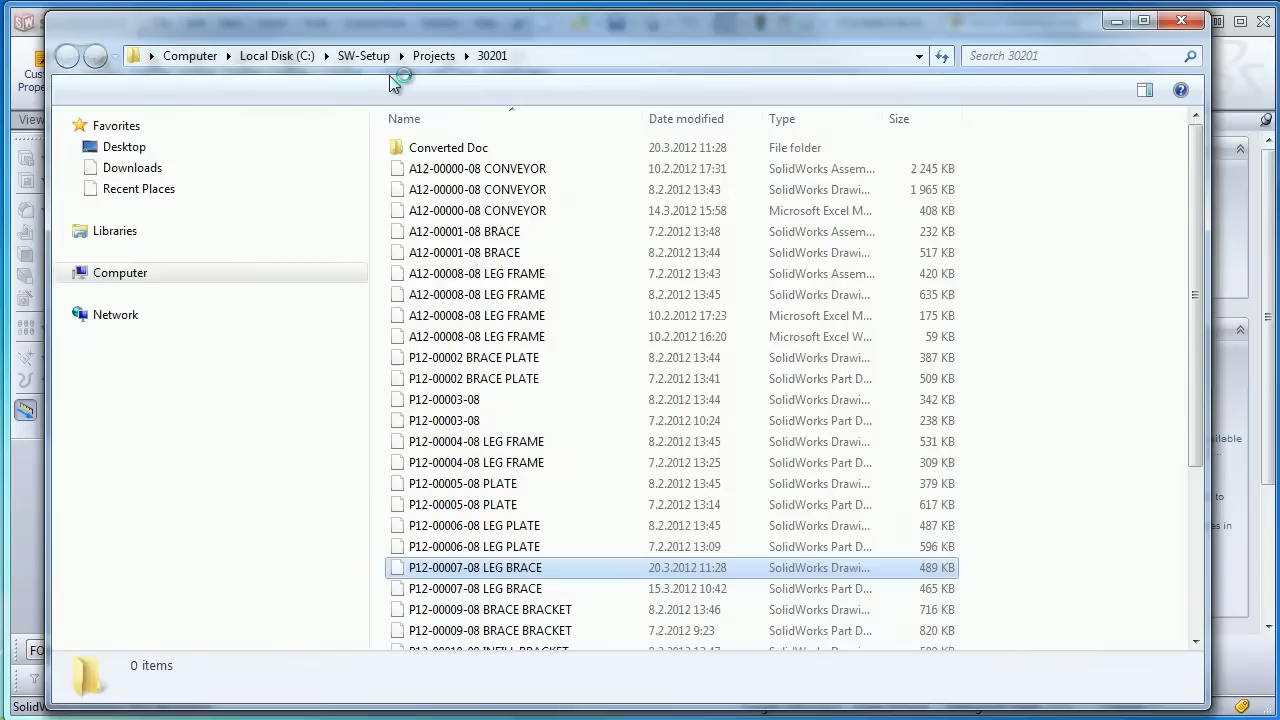 Computer Local Disk (C:) SW-Setup Projects 30201 Search 30201
Cust
Prope
View
Name Date modified Type Size
Favorites
Desktop
Downloads
Recent Places
Libraries
Computer
Network
Converted Doc 20.3.2012 11:28 File folder
A12-00000-08 CONVEYOR 10.2.2012 17:31 SolidWorks Assem... 2 245 KB
A12-00000-08 CONVEYOR 8.2.2012 13:43 SolidWorks Drawi... 1 965 KB
A12-00000-08 CONVEYOR 14.3.2012 15:58 Microsoft Excel M... 408 KB
A12-00001-08 BRACE 7.2.2012 13:48 SolidWorks Assem... 232 KB
A12-00001-08 BRACE 8.2.2012 13:44 SolidWorks Drawi... 517 KB
A12-00008-08 LEG FRAME 7.2.2012 13:43 SolidWorks Assem... 420 KB
A12-00008-08 LEG FRAME 8.2.2012 13:45 SolidWorks Drawi... 635 KB
A12-00008-08 LEG FRAME 10.2.2012 17:23 Microsoft Excel M... 175 KB
A12-00008-08 LEG FRAME 10.2.2012 16:20 Microsoft Excel W... 59 KB
P12-00002 BRACE PLATE 8.2.2012 13:44 SolidWorks Drawi... 387 KB
P12-00002 BRACE PLATE 7.2.2012 13:41 SolidWorks Part D... 509 KB
P12-00003-08 8.2.2012 13:44 SolidWorks Drawi... 342 KB
P12-00003-08 7.2.2012 10:24 SolidWorks Part D... 238 KB
P12-00004-08 LEG FRAME 8.2.2012 13:45 SolidWorks Drawi... 531 KB
P12-00004-08 LEG FRAME 7.2.2012 13:25 SolidWorks Part D... 309 KB
P12-00005-08 PLATE 8.2.2012 13:45 SolidWorks Drawi... 379 KB
P12-00005-08 PLATE 7.2.2012 13:14 SolidWorks Part D... 617 KB
P12-00006-08 LEG PLATE 8.2.2012 13:45 SolidWorks Drawi... 487 KB
P12-00006-08 LEG PLATE 7.2.2012 13:09 SolidWorks Part D... 596 KB
P12-00007-08 LEG BRACE 20.3.2012 11:28 SolidWorks Drawi... 489 KB
P12-00007-08 LEG BRACE 15.3.2012 10:42 SolidWorks Part D... 465 KB
P12-00009-08 BRACE BRACKET 8.2.2012 13:46 SolidWorks Drawi... 716 KB
P12-00009-08 BRACE BRACKET 7.2.2012 9:23 SolidWorks Part D... 820 KB
ailable
to
es in
FO
0 items
SolidW